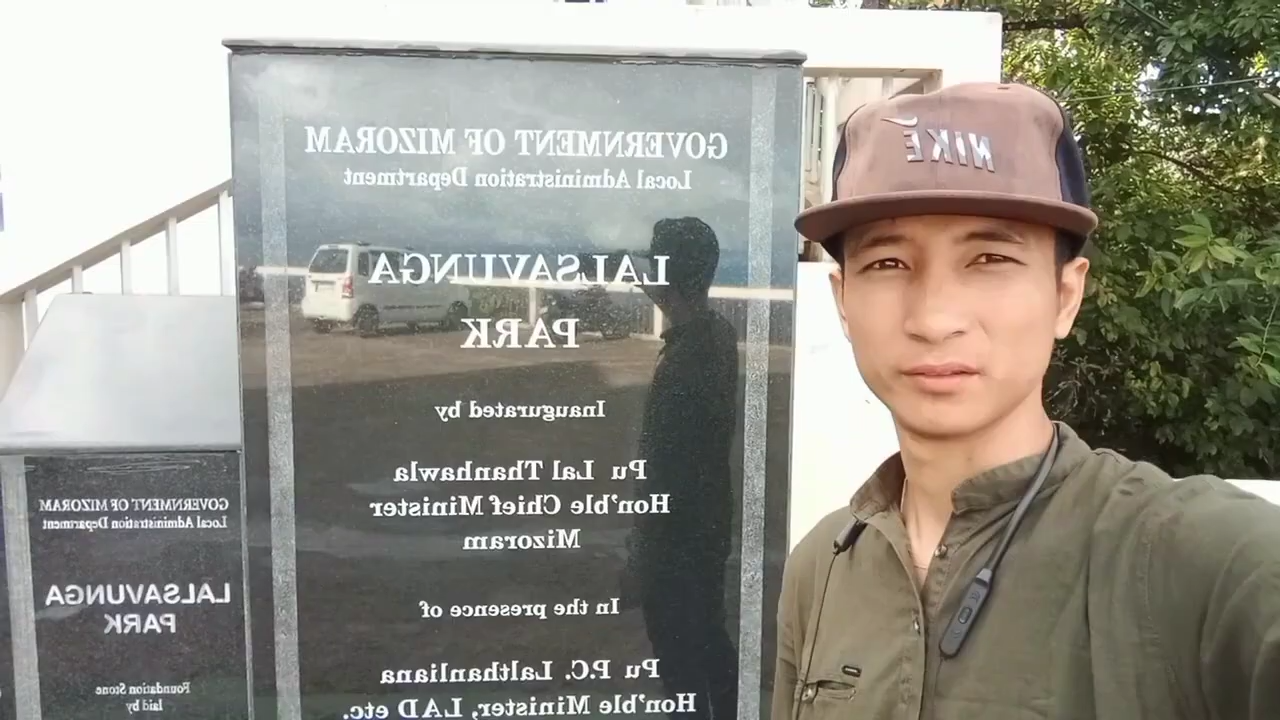 GOVERNMENT OF MIZORAM
Local Administration Department
LALSAVUNGA
PARK
Inaugurated by
Pu Lal Thanhawla
Hon'ble Chief Minister
Mizoram
In the presence of
Pu P.C. Lalthanliana
Hon'ble Minister, LAD etc.
GOVERNMENT OF MIZORAM
Local Administration Department
LALSAVUNGA
PARK
Foundation Stone
laid by
NIKE